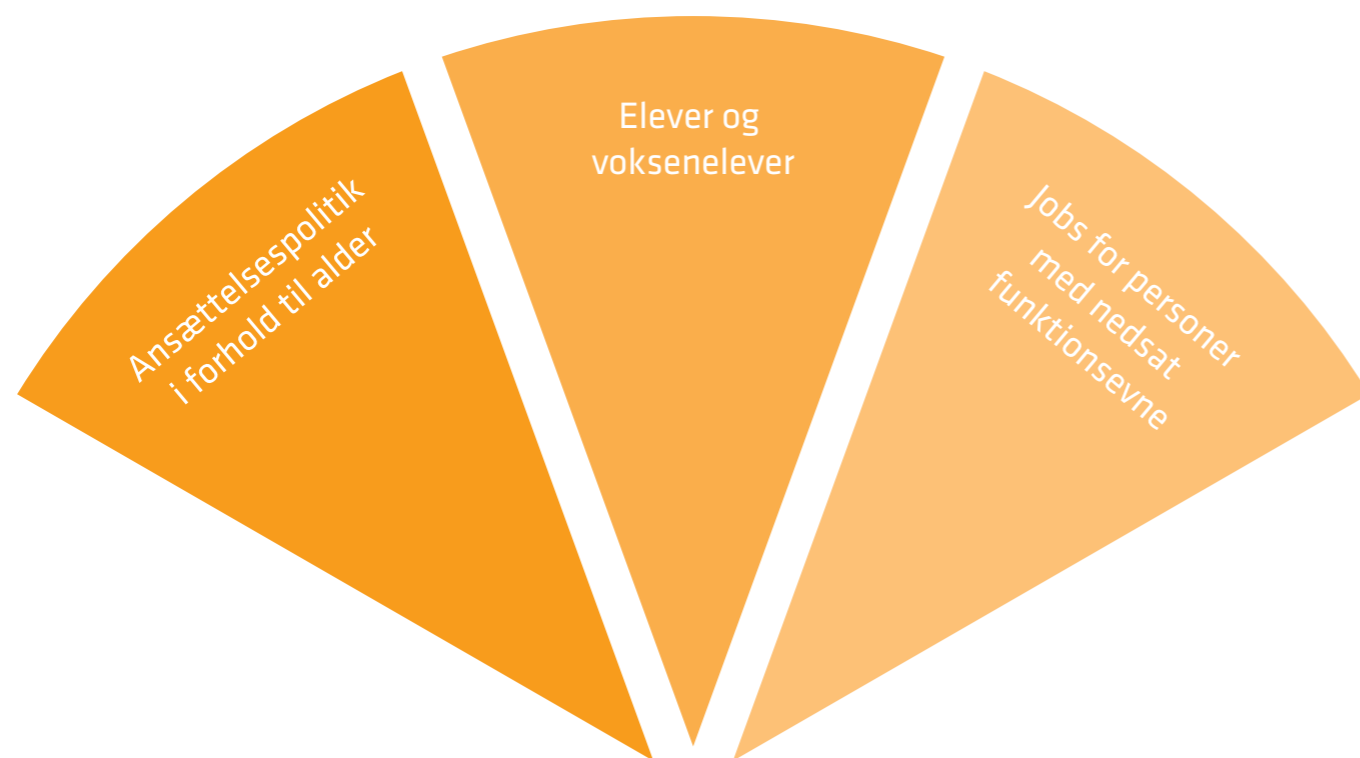 Ansættelsespolitik
i forhold til alder
Elever og
voksenelever
Jobs for personer
med nedsat
funktionsevne